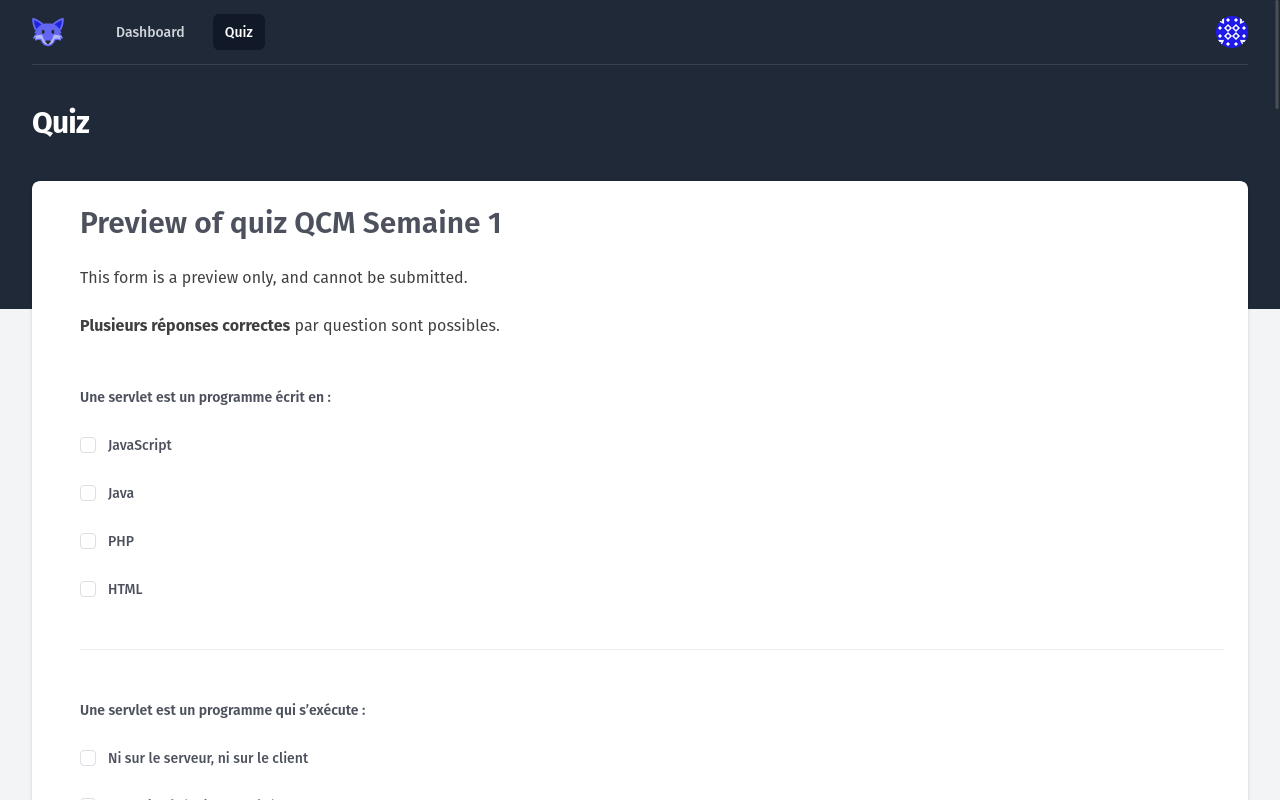 Dashboard
Quiz
Quiz
Preview of quiz QCM Semaine 1
This form is a preview only, and cannot be submitted.
Plusieurs réponses correctes par question sont possibles.
Une servlet est un programme écrit en :
JavaScript
Java
PHP
HTML
Une servlet est un programme qui s’exécute :
Ni sur le serveur, ni sur le client